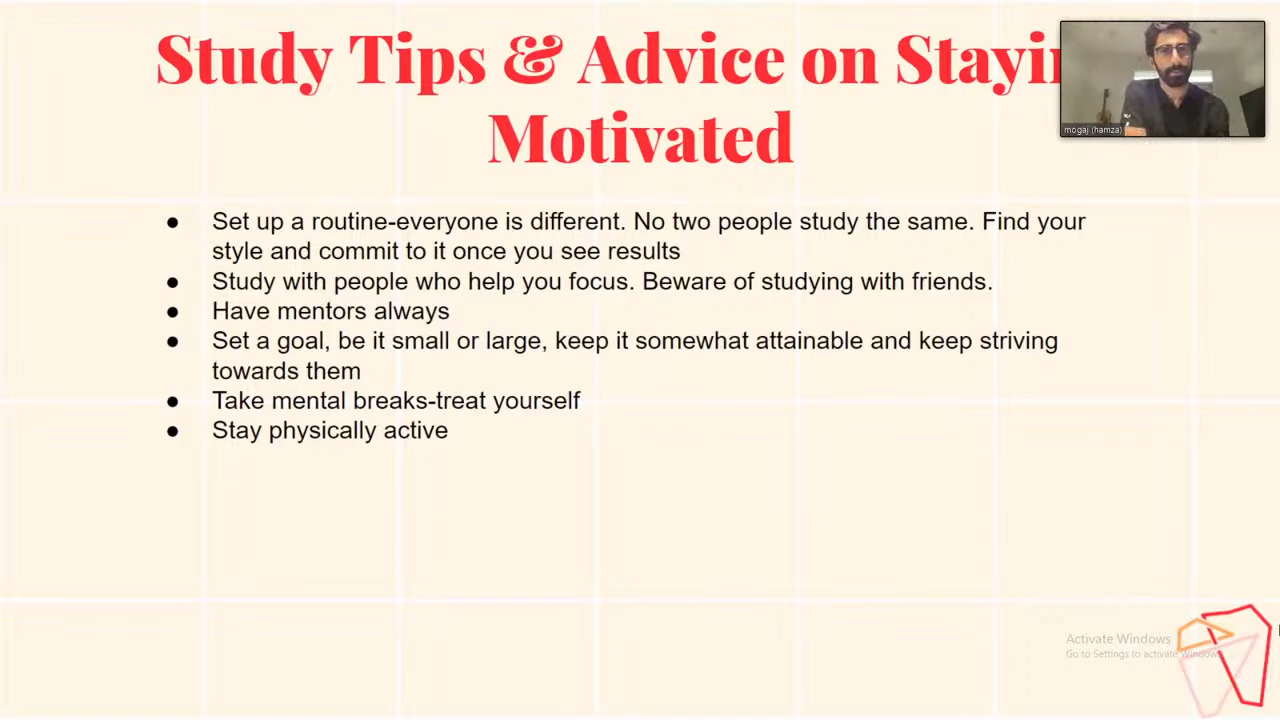 Study Tips & Advice on Stayin
Motivated
mogaj (hamza)
● Set up a routine-everyone is different. No two people study the same. Find your
style and commit to it once you see results
● Study with people who help you focus. Beware of studying with friends.
● Have mentors always
● Set a goal, be it small or large, keep it somewhat attainable and keep striving
towards them
● Take mental breaks-treat yourself
● Stay physically active
Activate Windows
Go to Settings to activate Windows.